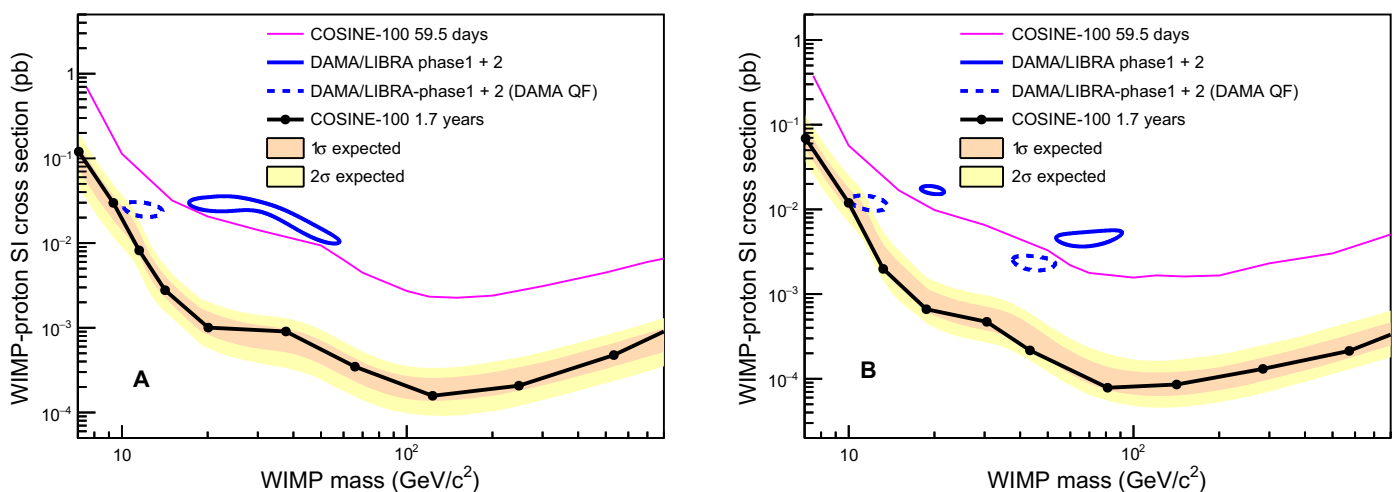 WIMP-proton SI cross section (pb)
1
10⁻¹
10⁻²
10⁻³
10⁻⁴
COSINE-100 59.5 days
DAMA/LIBRA phase1 + 2
DAMA/LIBRA-phase1 + 2 (DAMA QF)
COSINE-100 1.7 years
1σ expected
2σ expected
A
10
10²
WIMP mass (GeV/c²)
WIMP-proton SI cross section (pb)
1
10⁻¹
10⁻²
10⁻³
10⁻⁴
COSINE-100 59.5 days
DAMA/LIBRA phase1 + 2
DAMA/LIBRA-phase1 + 2 (DAMA QF)
COSINE-100 1.7 years
1σ expected
2σ expected
B
10
10²
WIMP mass (GeV/c²)